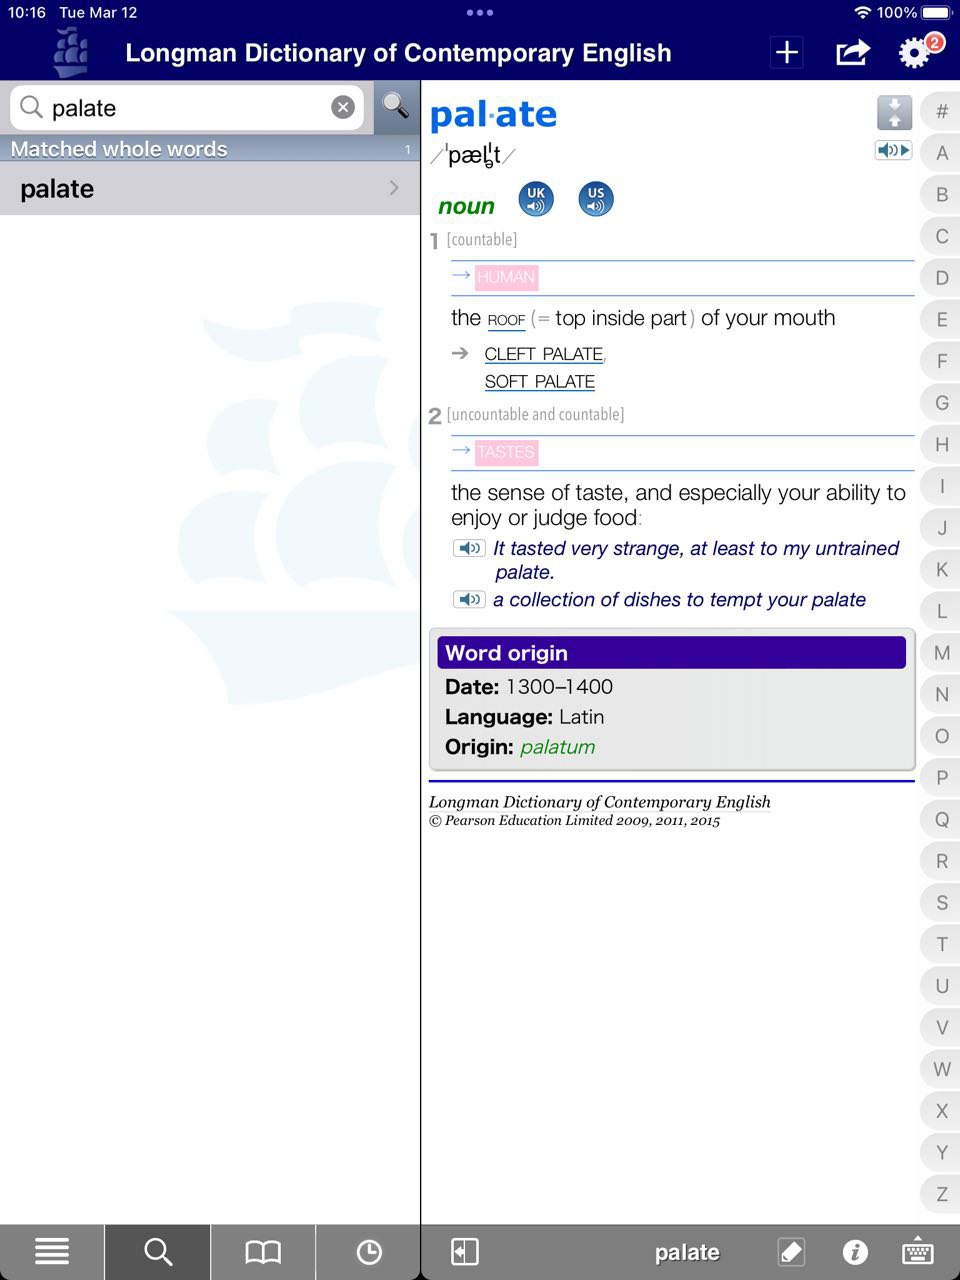 10:16 Tue Mar 12
100%
Longman Dictionary of Contemporary English
2
palate
Matched whole words 1
palate
pal·ate
/ˈpælə̣t/
noun
UK
US
1 [countable]
→ HUMAN
the ROOF (= top inside part) of your mouth
→ CLEFT PALATE,
SOFT PALATE
2 [uncountable and countable]
→ TASTES
the sense of taste, and especially your ability to
enjoy or judge food:
It tasted very strange, at least to my untrained
palate.
a collection of dishes to tempt your palate
Word origin
Date: 1300–1400
Language: Latin
Origin: palatum
Longman Dictionary of Contemporary English
© Pearson Education Limited 2009, 2011, 2015
#
A
B
C
D
E
F
G
H
I
J
K
L
M
N
O
P
Q
R
S
T
U
V
W
X
Y
Z
palate